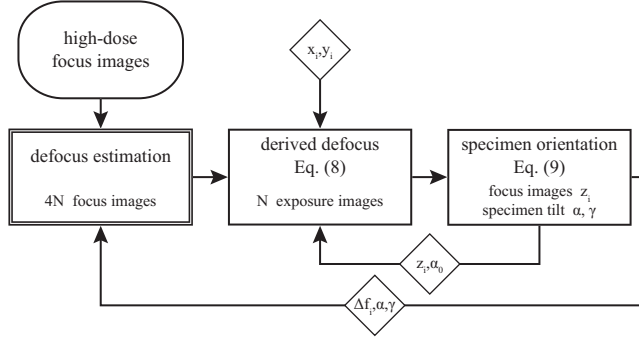 high-dose
focus images
x_i,y_i
defocus estimation
4N focus images
derived defocus
Eq. (8)
N exposure images
specimen orientation
Eq. (9)
focus images z_i
specimen tilt α, γ
z_i,α_0
Δf_i,α,γ